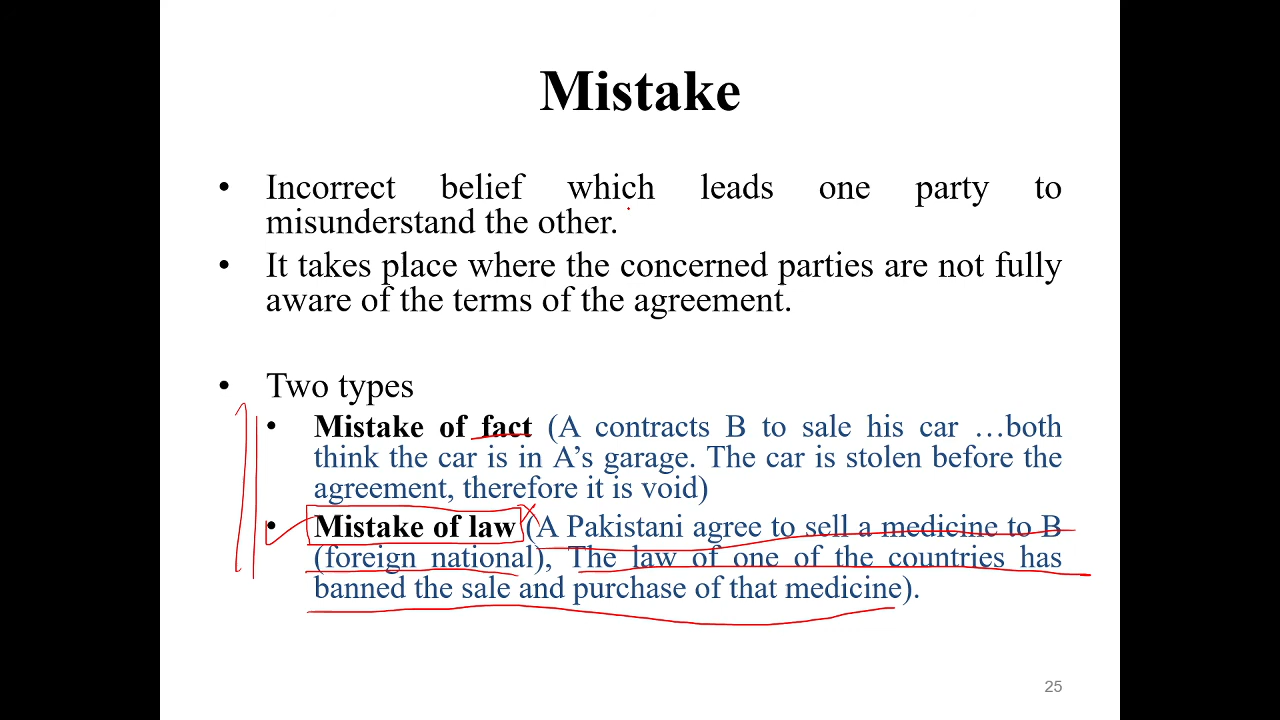 Mistake
• Incorrect belief which leads one party to
misunderstand the other.
• It takes place where the concerned parties are not fully
aware of the terms of the agreement.
• Two types
• Mistake of fact (A contracts B to sale his car …both
think the car is in A’s garage. The car is stolen before the
agreement, therefore it is void)
• Mistake of law (A Pakistani agree to sell a medicine to B
(foreign national), The law of one of the countries has
banned the sale and purchase of that medicine).
25